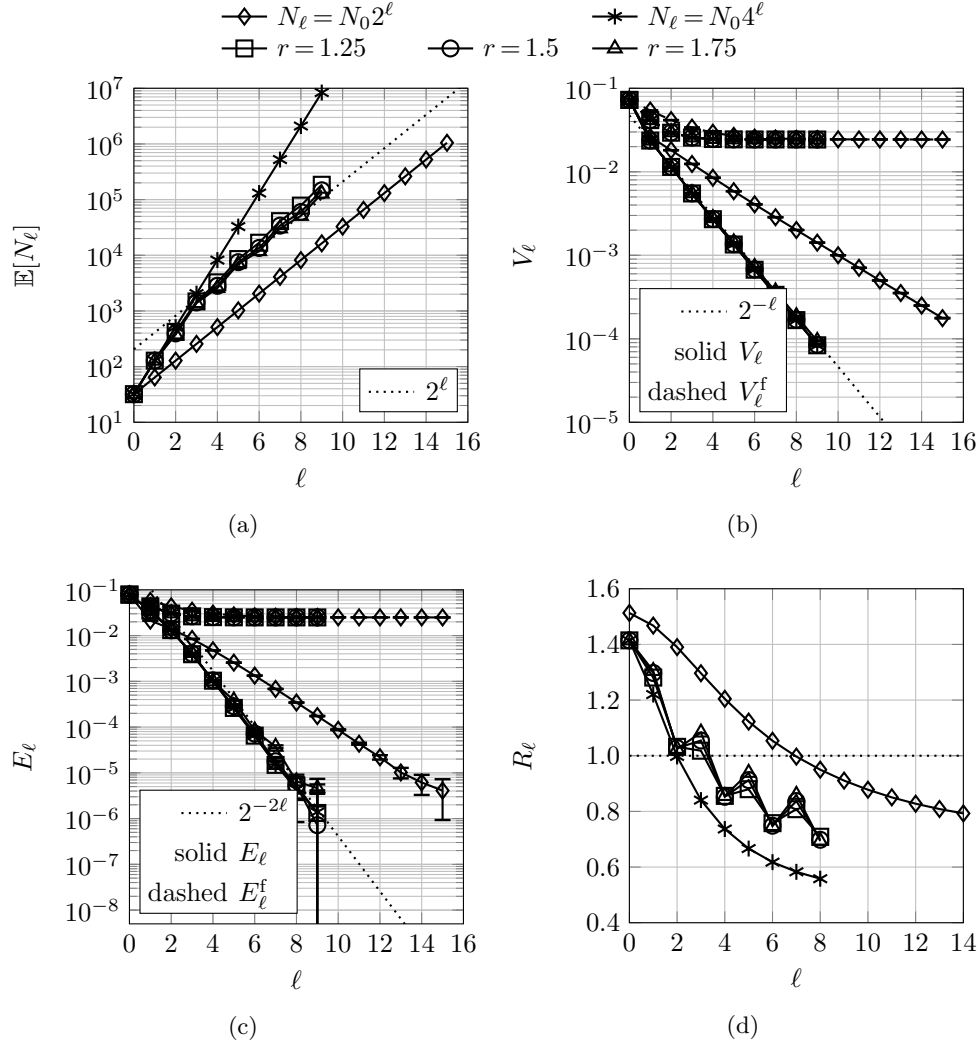 N_ℓ = N_0 2^ℓ
N_ℓ = N_0 4^ℓ
r = 1.25
r = 1.5
r = 1.75
10^7
10^6
10^5
10^4
10^3
10^2
10^1
𝔼[N_ℓ]
2^ℓ
0 2 4 6 8 10 12 14 16
ℓ
(a)
10^{-1}
10^{-2}
10^{-3}
10^{-4}
10^{-5}
V_ℓ
2^{-ℓ}
solid V_ℓ
dashed V_ℓ^f
0 2 4 6 8 10 12 14 16
ℓ
(b)
10^{-1}
10^{-2}
10^{-3}
10^{-4}
10^{-5}
10^{-6}
10^{-7}
10^{-8}
E_ℓ
2^{-2ℓ}
solid E_ℓ
dashed E_ℓ^f
0 2 4 6 8 10 12 14 16
ℓ
(c)
1.6
1.4
1.2
1.0
0.8
0.6
0.4
R_ℓ
0 2 4 6 8 10 12 14
ℓ
(d)